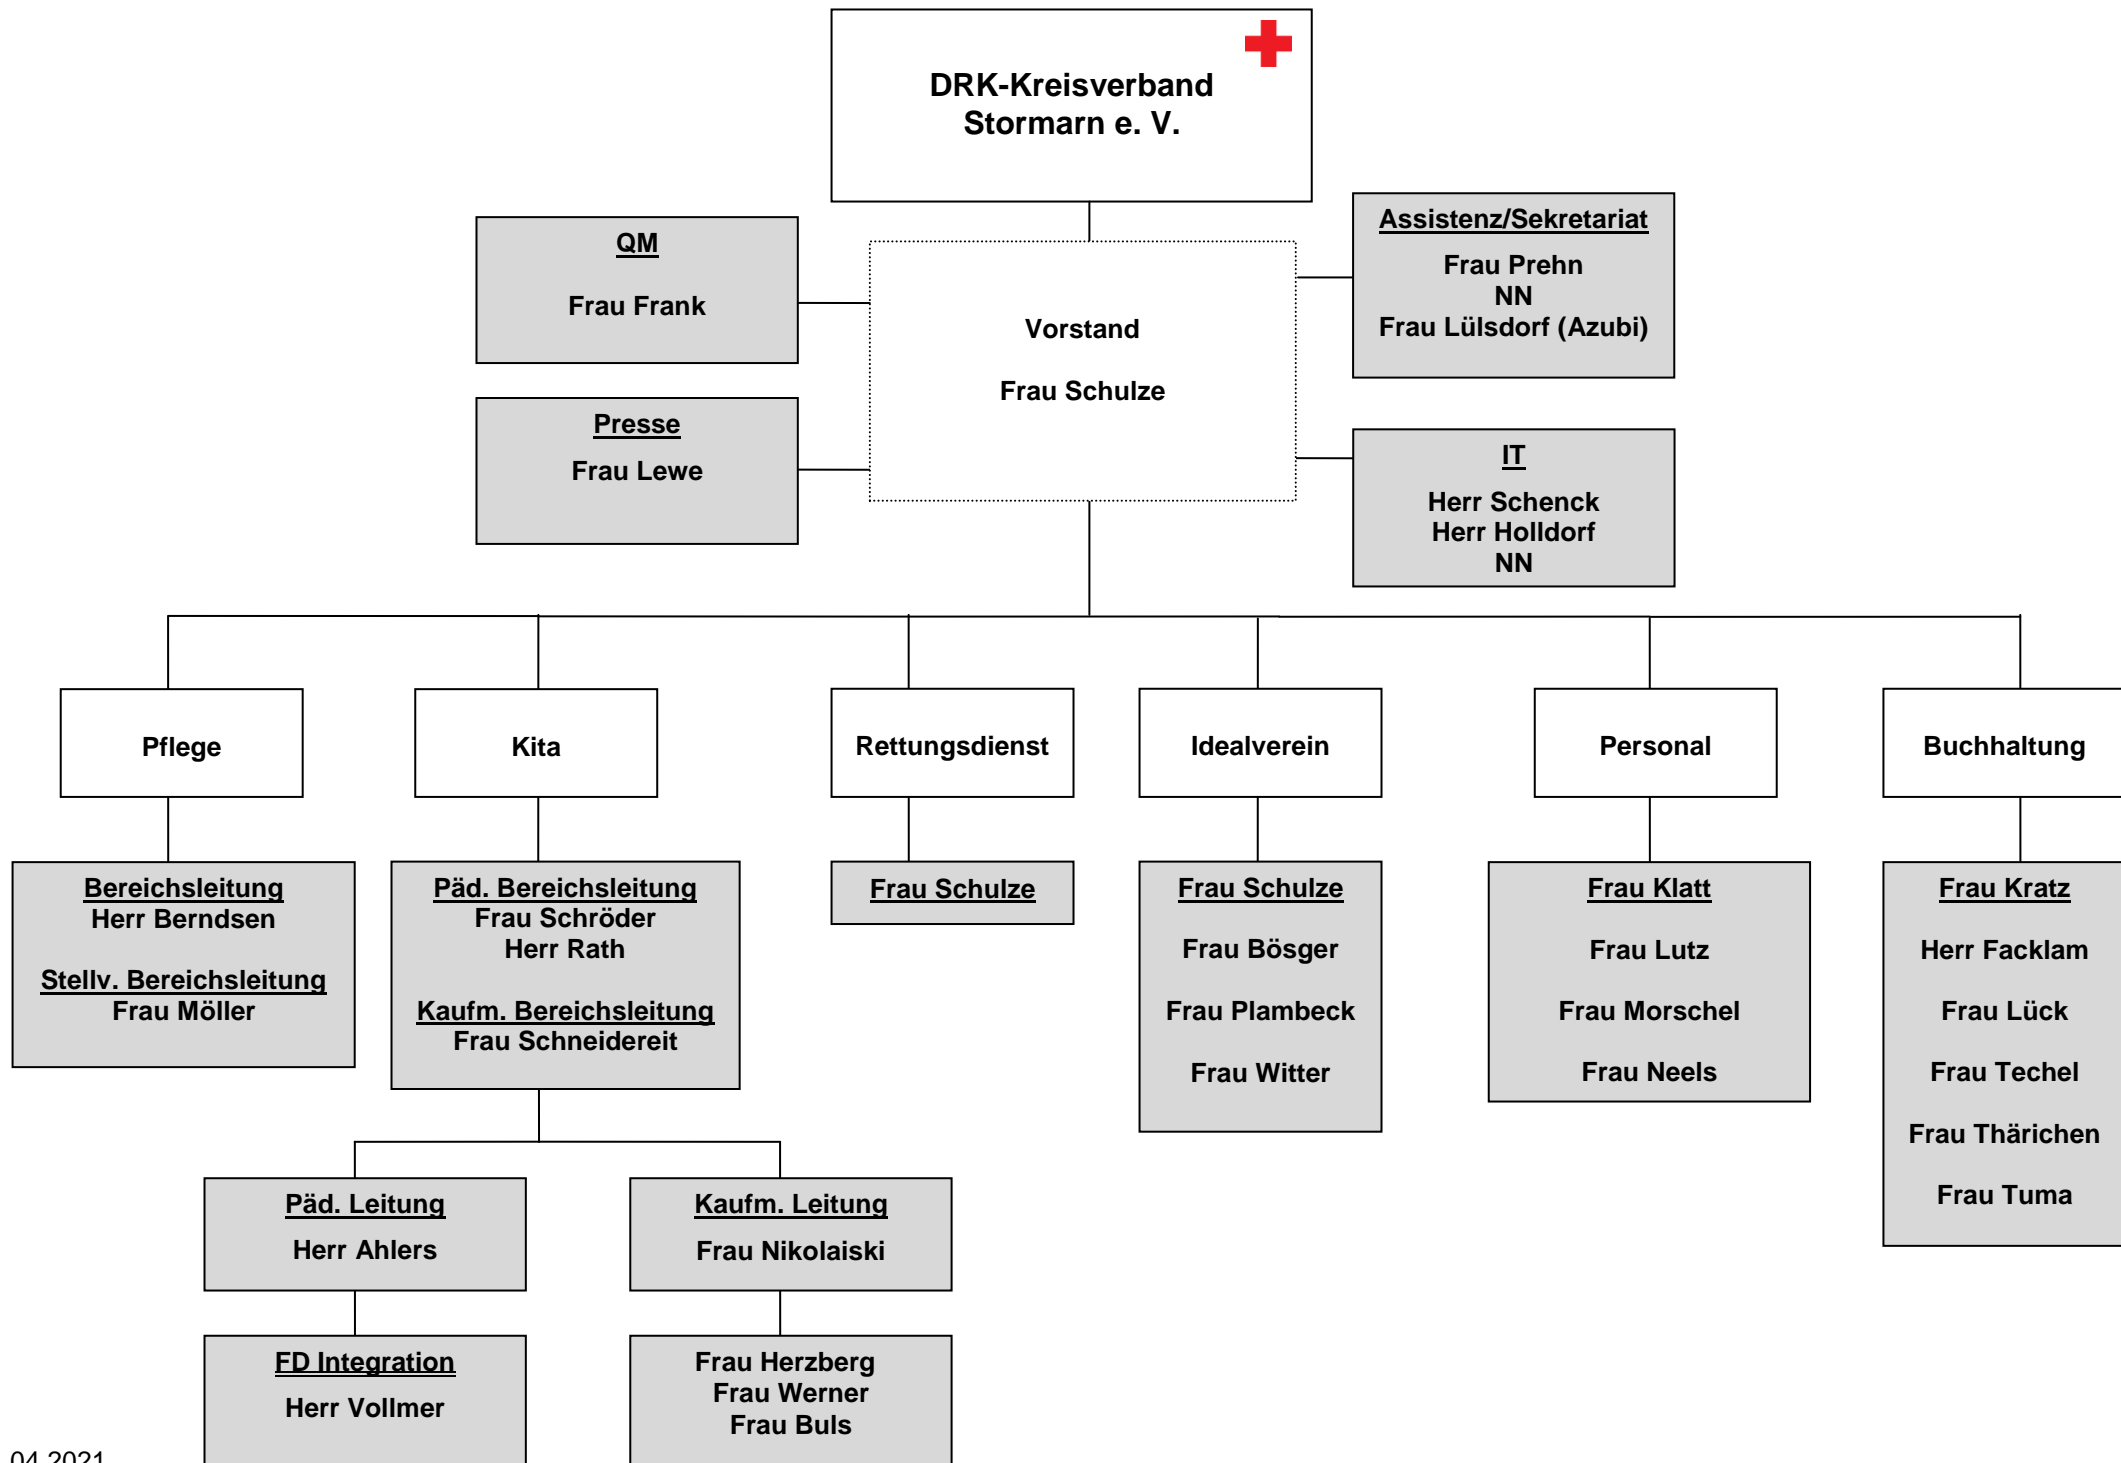 DRK-Kreisverband
Stormarn e. V.
QM
Frau Frank
Presse
Frau Lewe
Vorstand
Frau Schulze
Assistenz/Sekretariat
Frau Prehn
NN
Frau Lülsdorf (Azubi)
IT
Herr Schenck
Herr Holldorf
NN
Pflege
Kita
Rettungsdienst
Idealverein
Personal
Buchhaltung
Bereichsleitung
Herr Berndsen
Stellv. Bereichsleitung
Frau Möller
Päd. Bereichsleitung
Frau Schröder
Herr Rath
Kaufm. Bereichsleitung
Frau Schneidereit
Frau Schulze
Frau Schulze
Frau Bösger
Frau Plambeck
Frau Witter
Frau Klatt
Frau Lutz
Frau Morschel
Frau Neels
Frau Kratz
Herr Facklam
Frau Lück
Frau Techel
Frau Thärichen
Frau Tuma
Päd. Leitung
Herr Ahlers
Kaufm. Leitung
Frau Nikolaiski
FD Integration
Herr Vollmer
Frau Herzberg
Frau Werner
Frau Buls
04.2021